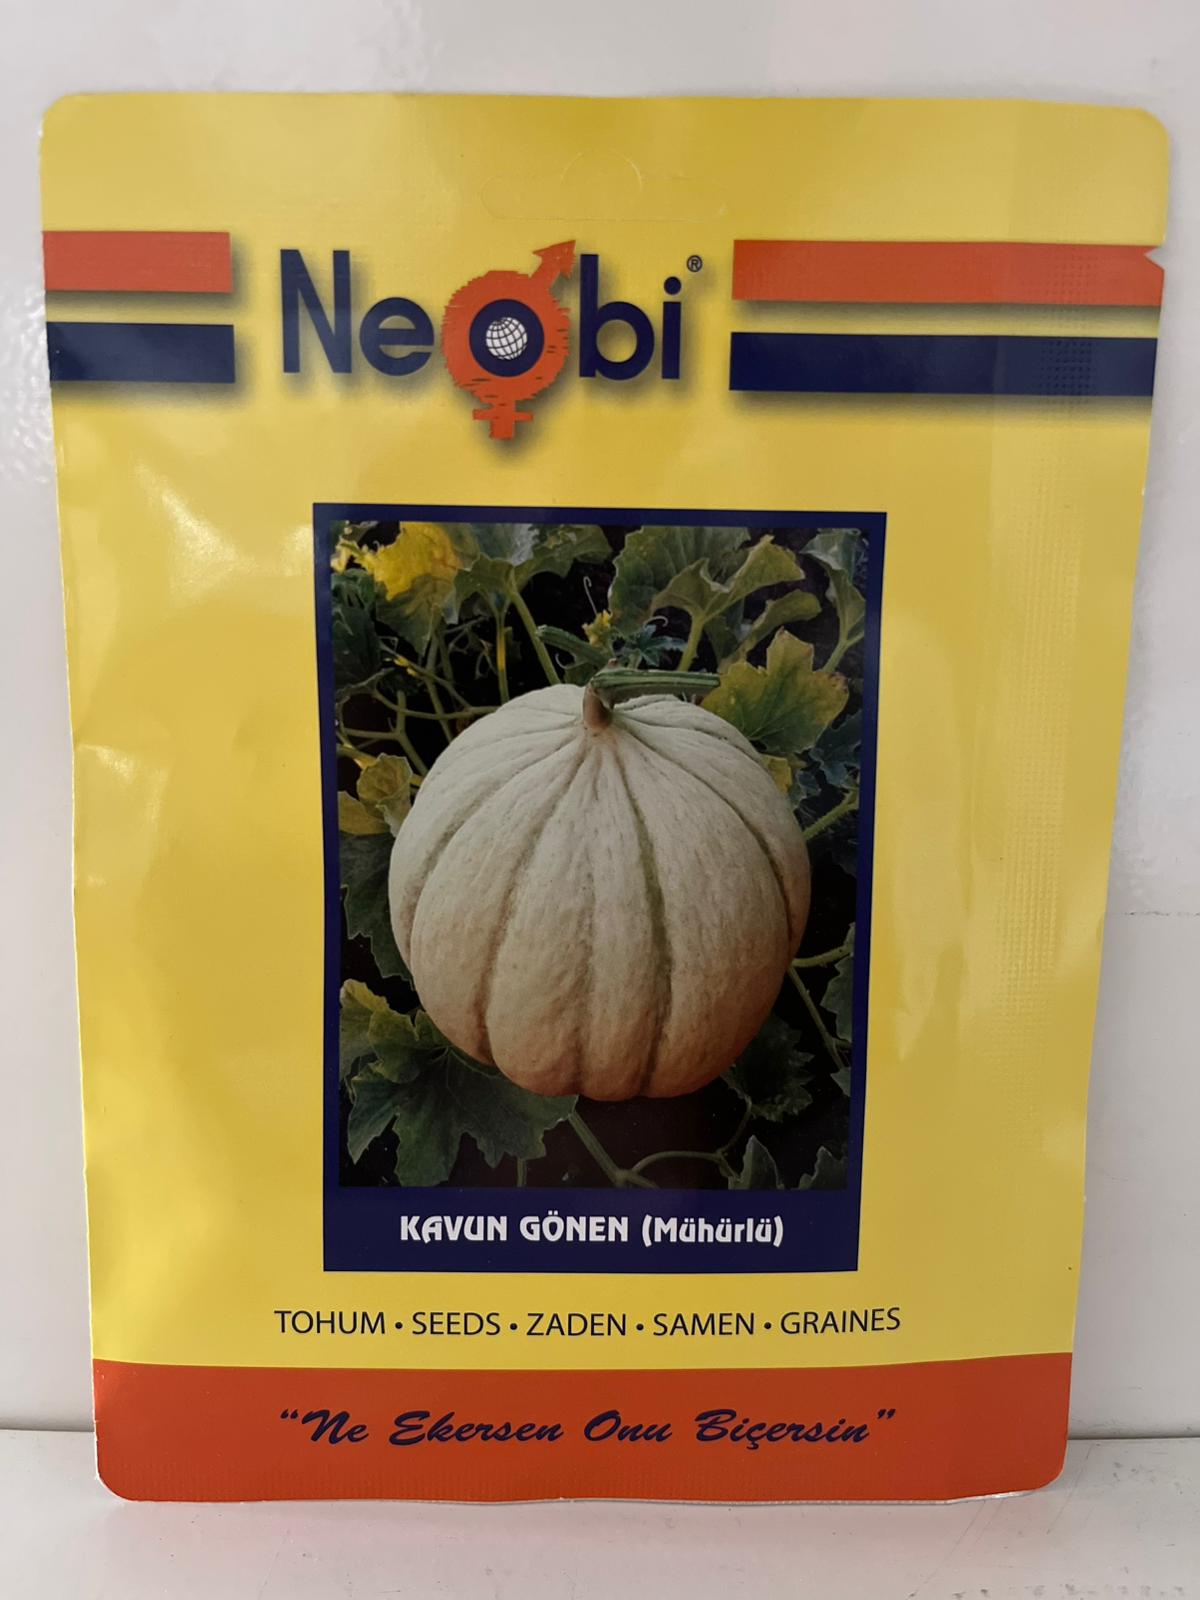 Neobi®
KAVUN GÖNEN (Mühürlü)
TOHUM • SEEDS • ZADEN • SAMEN • GRAINES
"Ne Ekersen Onu Biçersin"